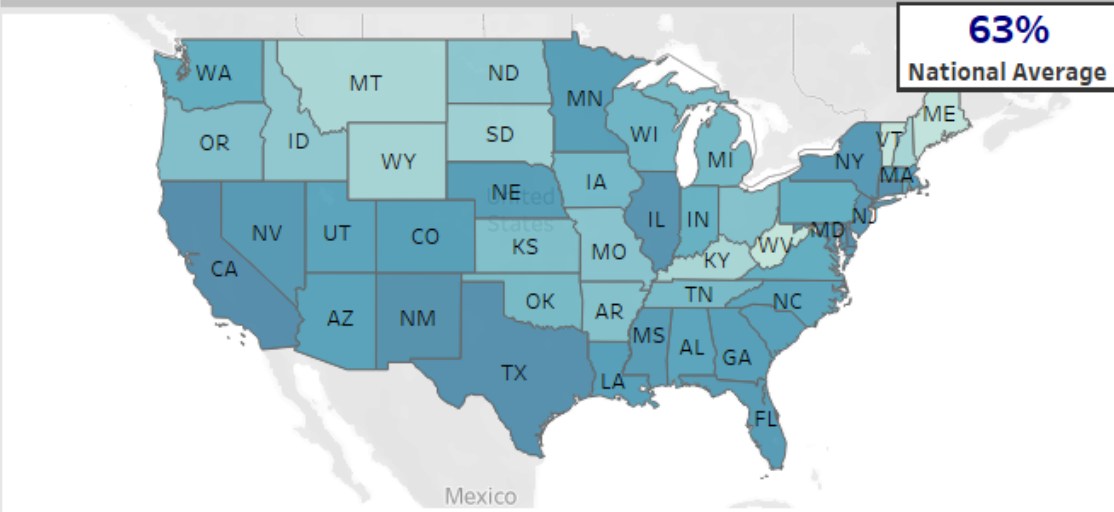 63%
National Average
WA
MT
ND
MN
ME
OR
ID
SD
WI
VT
WY
MI
NY
MA
NE
IA
United
States
NV
UT
CO
KS
MO
IL
IN
WV
MD
NJ
KY
CA
AZ
NM
OK
AR
TN
NC
TX
MS
AL
GA
LA
FL
Mexico